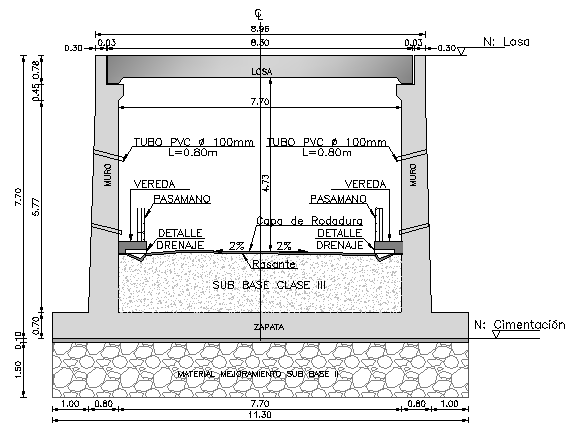 CL
8.96
0.30 0.03 8.30 0.03 0.30
N: Losa
0.78
LOSA
0.45
7.70
TUBO PVC Ø 100mm
L=0.80m
TUBO PVC Ø 100mm
L=0.80m
MURO
MURO
4.73
7.70
5.77
VEREDA
PASAMANO
VEREDA
PASAMANO
Capa de Rodadura
DETALLE
DRENAJE
2% 2%
DETALLE
DRENAJE
Rasante
SUB BASE CLASE III
0.70
ZAPATA
N: Cimentación
0.10
1.50
MATERIAL MEJORAMIENTO SUB BASE II
1.00 0.80 7.70 0.80 1.00
11.30